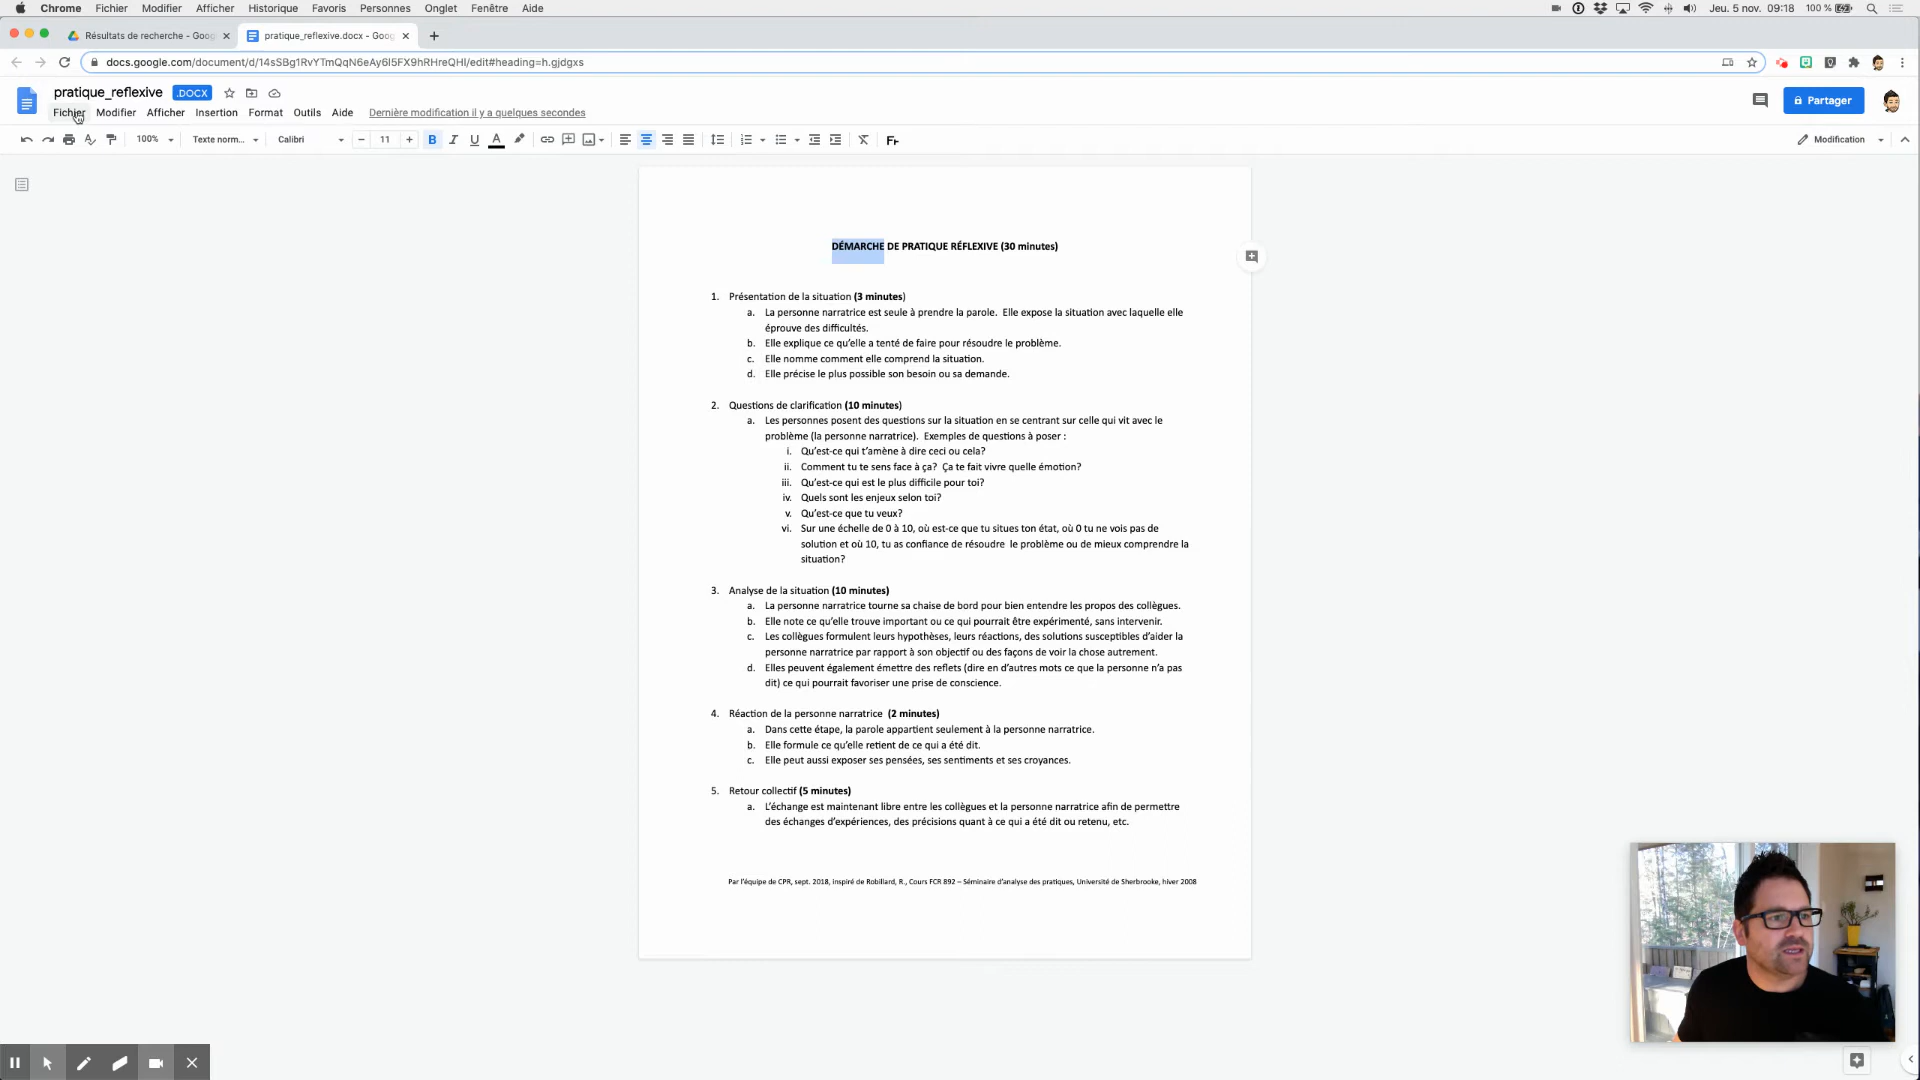 Chrome Fichier Modifier Afficher Historique Favoris Personnes Onglet Fenêtre Aide Jeu. 5 nov. 09:18 100 %
Résultats de recherche - Goog pratique_reflexive.docx - Goog
docs.google.com/document/d/14sSBg1RvYTmQqN6eAy6I5FX9hRHreQHI/edit#heading=h.gjdgxs
pratique_reflexive .DOCX
Fichier Modifier Afficher Insertion Format Outils Aide Dernière modification il y a quelques secondes
Partager
100% Texte norm... Calibri 11 B I U A Modification
DÉMARCHE DE PRATIQUE RÉFLEXIVE (30 minutes)
1. Présentation de la situation (3 minutes)
a. La personne narratrice est seule à prendre la parole. Elle expose la situation avec laquelle elle
éprouve des difficultés.
b. Elle explique ce qu'elle a tenté de faire pour résoudre le problème.
c. Elle nomme comment elle comprend la situation.
d. Elle précise le plus possible son besoin ou sa demande.
2. Questions de clarification (10 minutes)
a. Les personnes posent des questions sur la situation en se centrant sur celle qui vit avec le
problème (la personne narratrice). Exemples de questions à poser :
i. Qu'est-ce qui t'amène à dire ceci ou cela?
ii. Comment tu te sens face à ça? Ça te fait vivre quelle émotion?
iii. Qu'est-ce qui est le plus difficile pour toi?
iv. Quels sont les enjeux selon toi?
v. Qu'est-ce que tu veux?
vi. Sur une échelle de 0 à 10, où est-ce que tu situes ton état, où 0 tu ne vois pas de
solution et où 10, tu as confiance de résoudre le problème ou de mieux comprendre la
situation?
3. Analyse de la situation (10 minutes)
a. La personne narratrice tourne sa chaise de bord pour bien entendre les propos des collègues.
b. Elle note ce qu'elle trouve important ou ce qui pourrait être expérimenté, sans intervenir.
c. Les collègues formulent leurs hypothèses, leurs réactions, des solutions susceptibles d'aider la
personne narratrice par rapport à son objectif ou des façons de voir la chose autrement.
d. Elles peuvent également émettre des reflets (dire en d'autres mots ce que la personne n'a pas
dit) ce qui pourrait favoriser une prise de conscience.
4. Réaction de la personne narratrice (2 minutes)
a. Dans cette étape, la parole appartient seulement à la personne narratrice.
b. Elle formule ce qu'elle retient de ce qui a été dit.
c. Elle peut aussi exposer ses pensées, ses sentiments et ses croyances.
5. Retour collectif (5 minutes)
a. L'échange est maintenant libre entre les collègues et la personne narratrice afin de permettre
des échanges d'expériences, des précisions quant à ce qui a été dit ou retenu, etc.
Par l'équipe de CPR, sept. 2018, inspiré de Robillard, R., Cours FCR 892 – Séminaire d'analyse des pratiques, Université de Sherbrooke, hiver 2008